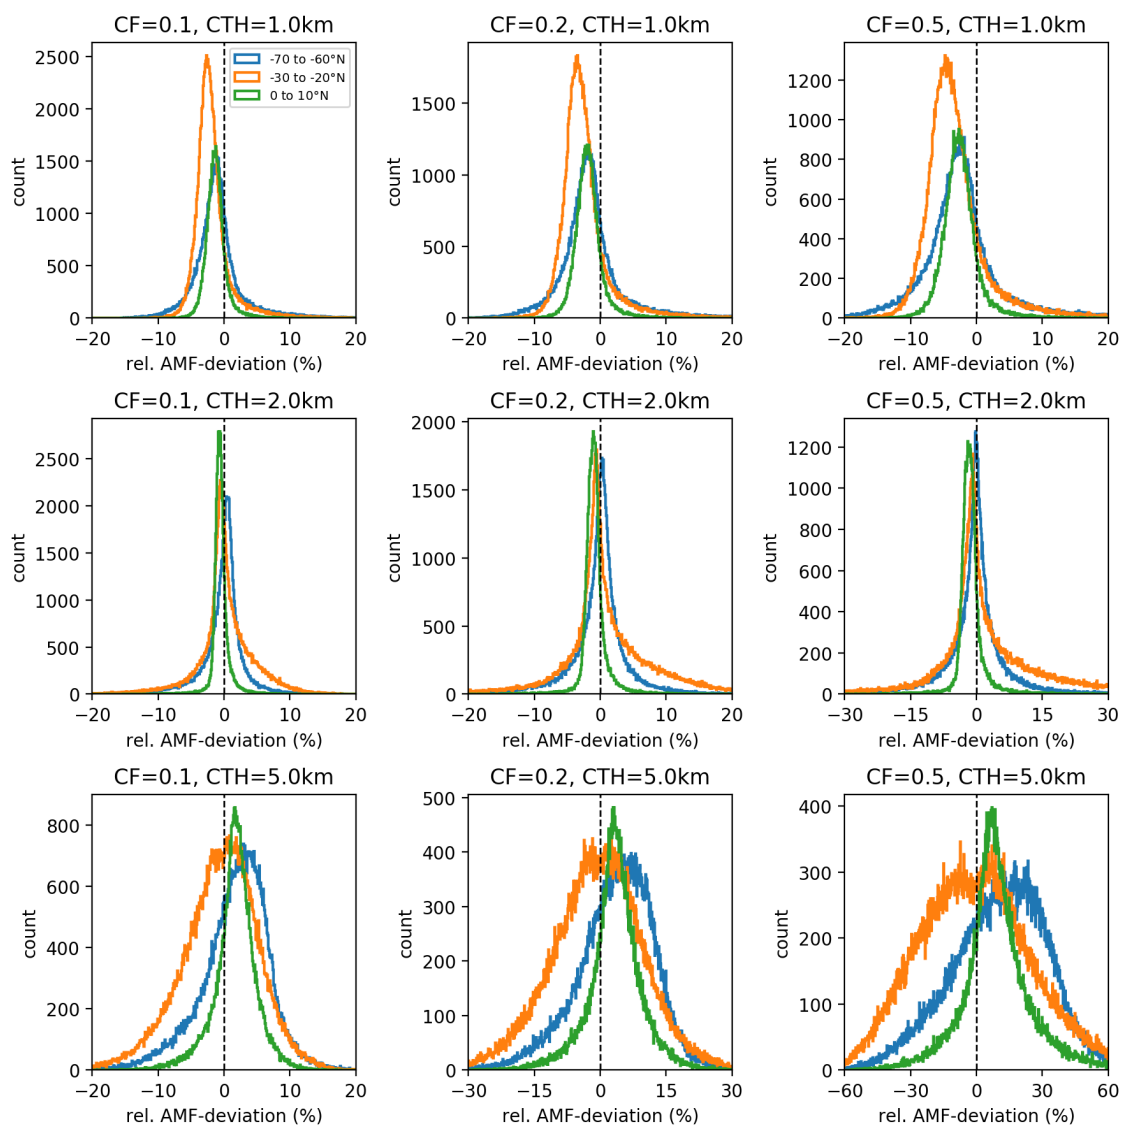 CF=0.1, CTH=1.0km
2500
2000
1500
1000
500
0
count
-70 to -60°N
-30 to -20°N
0 to 10°N
−20 −10 0 10 20
rel. AMF-deviation (%)
CF=0.2, CTH=1.0km
1500
1000
500
0
count
−20 −10 0 10 20
rel. AMF-deviation (%)
CF=0.5, CTH=1.0km
1200
1000
800
600
400
200
0
count
−20 −10 0 10 20
rel. AMF-deviation (%)
CF=0.1, CTH=2.0km
2500
2000
1500
1000
500
0
count
−20 −10 0 10 20
rel. AMF-deviation (%)
CF=0.2, CTH=2.0km
2000
1500
1000
500
0
count
−20 −10 0 10 20
rel. AMF-deviation (%)
CF=0.5, CTH=2.0km
1200
1000
800
600
400
200
0
count
−30 −15 0 15 30
rel. AMF-deviation (%)
CF=0.1, CTH=5.0km
800
600
400
200
0
count
−20 −10 0 10 20
rel. AMF-deviation (%)
CF=0.2, CTH=5.0km
500
400
300
200
100
0
count
−30 −15 0 15 30
rel. AMF-deviation (%)
CF=0.5, CTH=5.0km
400
300
200
100
0
count
−60 −30 0 30 60
rel. AMF-deviation (%)